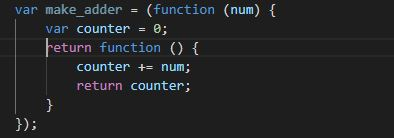 var make_adder = (function (num) {
    var counter = 0;
    return function () {
        counter += num;
        return counter;
    }
});